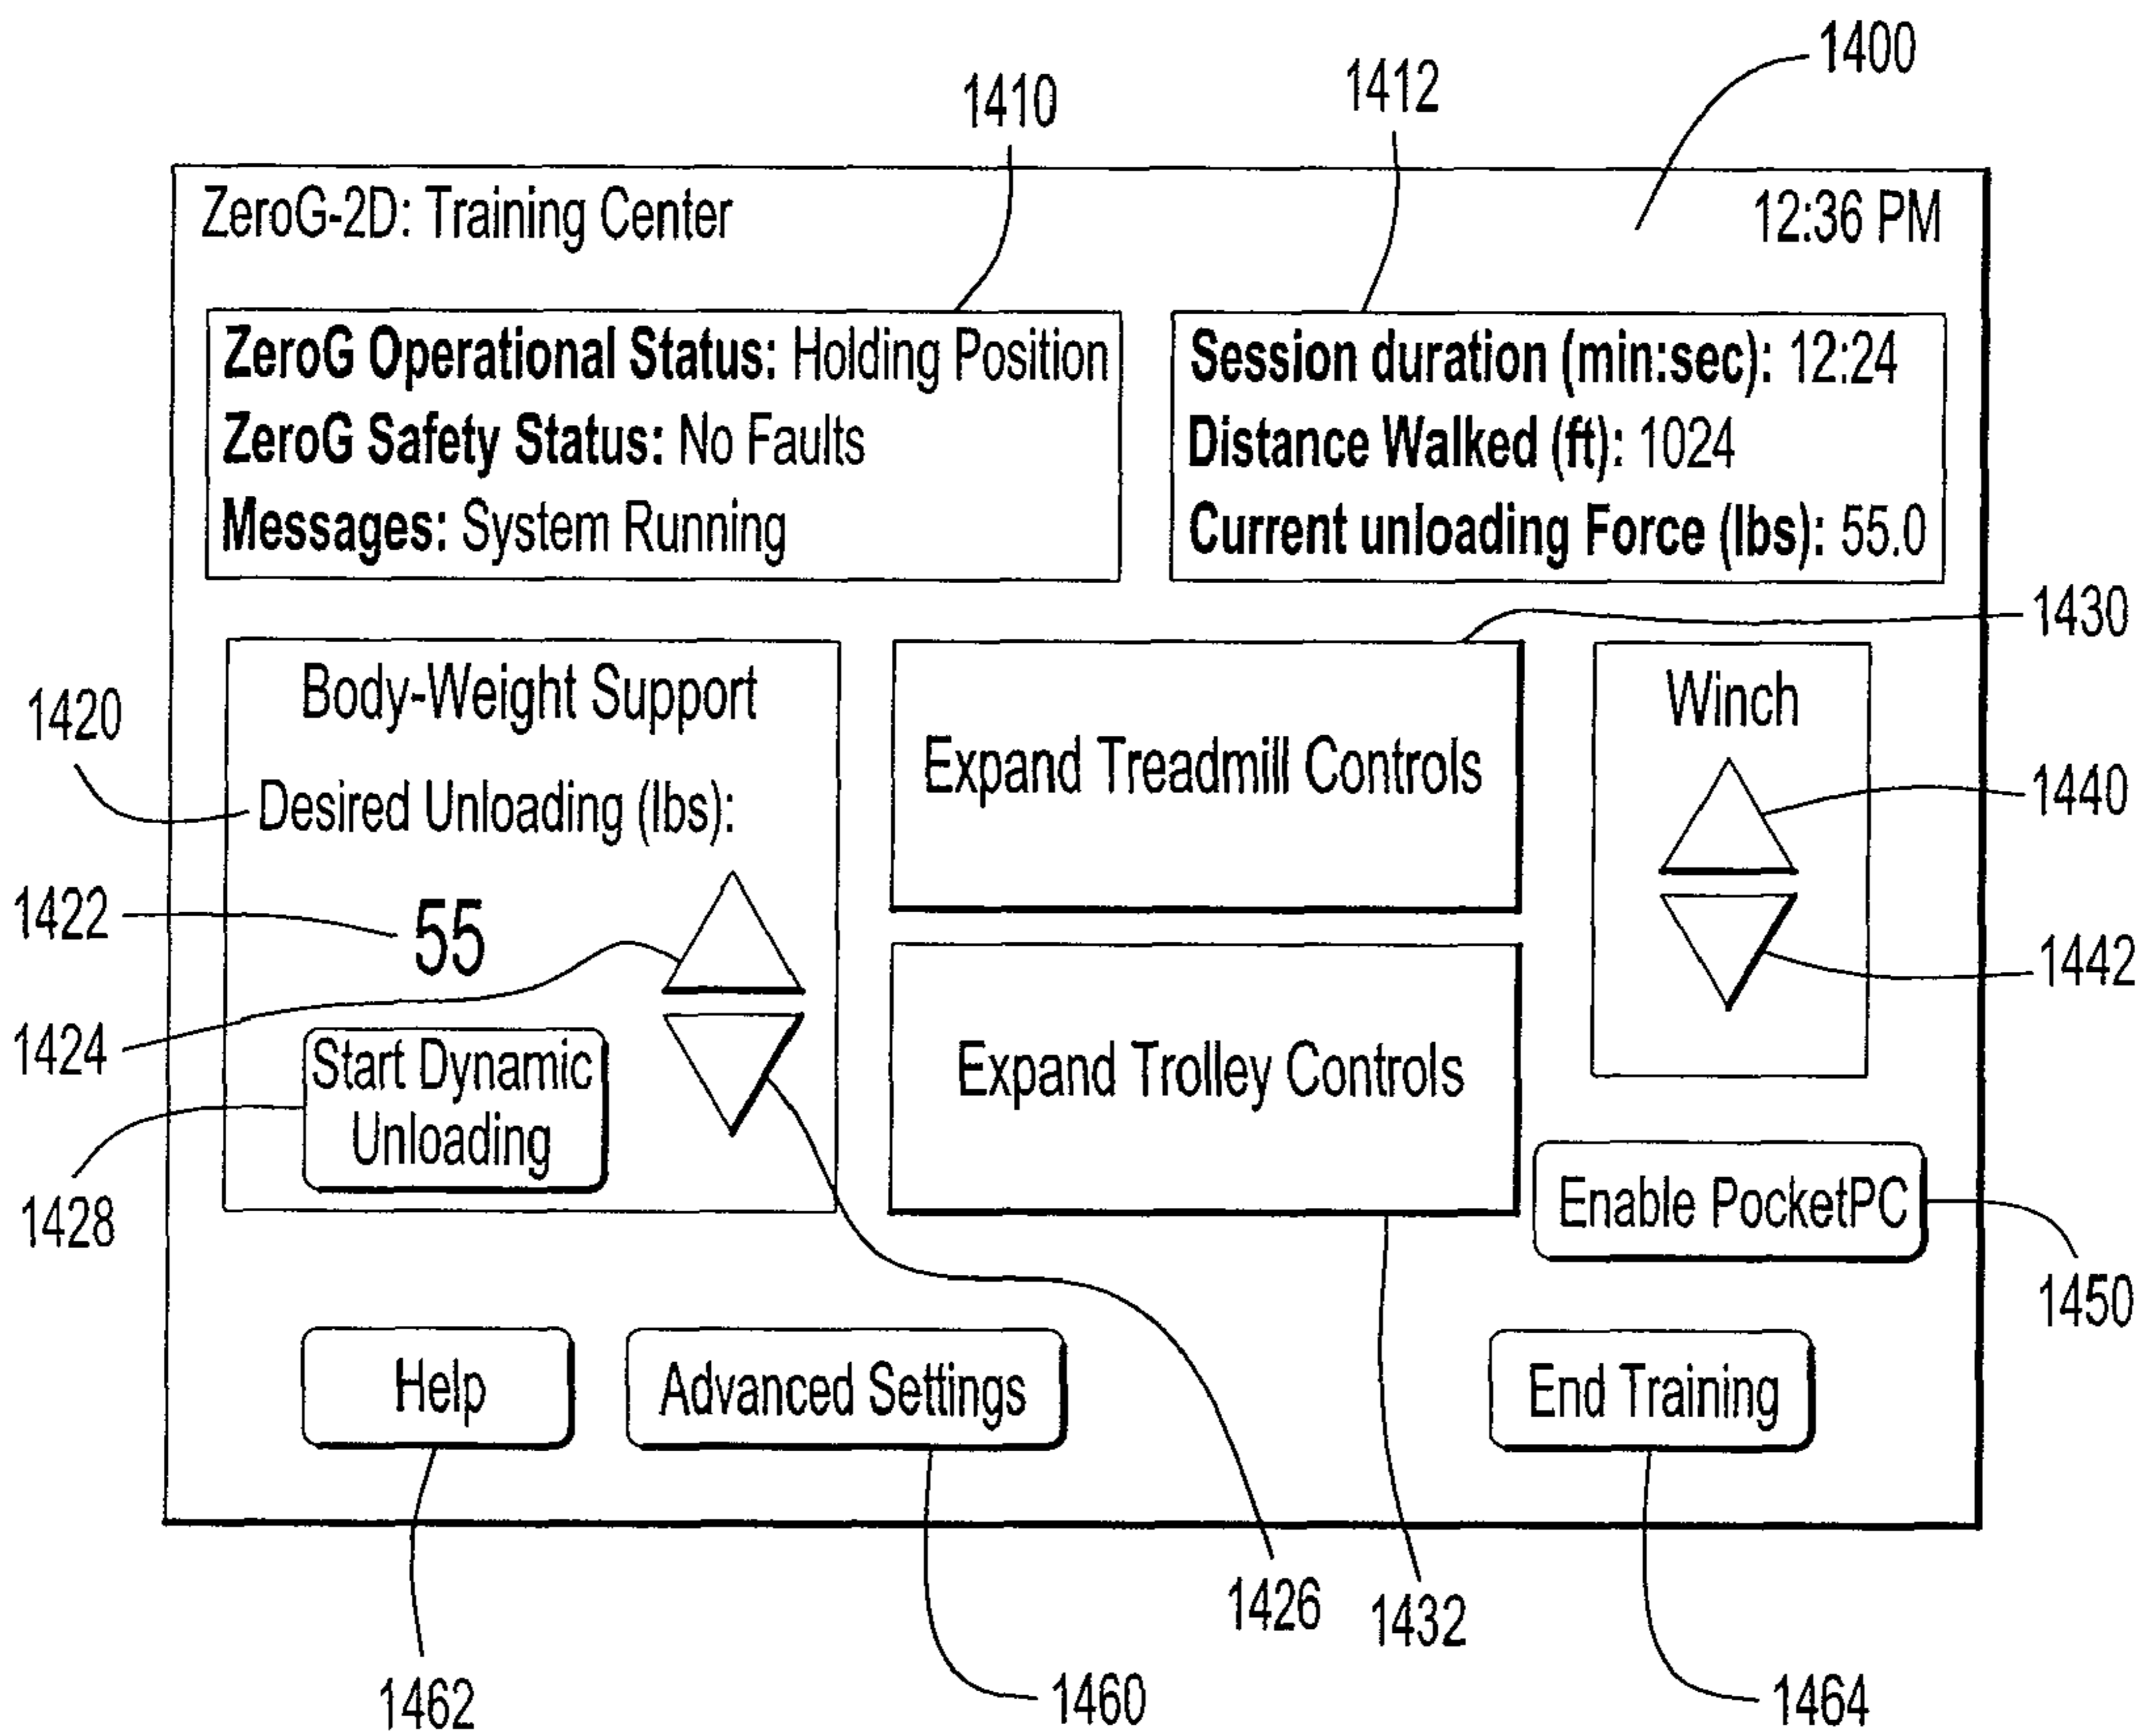 1400
1410
1412
ZeroG-2D: Training Center
12:36 PM
ZeroG Operational Status: Holding Position
ZeroG Safety Status: No Faults
Messages: System Running
Session duration (min:sec): 12:24
Distance Walked (ft): 1024
Current unloading Force (lbs): 55.0
1430
Body-Weight Support
1420
Desired Unloading (lbs):
1422
55
1424
Start Dynamic
Unloading
1428
Expand Treadmill Controls
Expand Trolley Controls
Winch
1440
1442
Enable PocketPC
1450
Help
Advanced Settings
End Training
1426
1432
1462
1460
1464